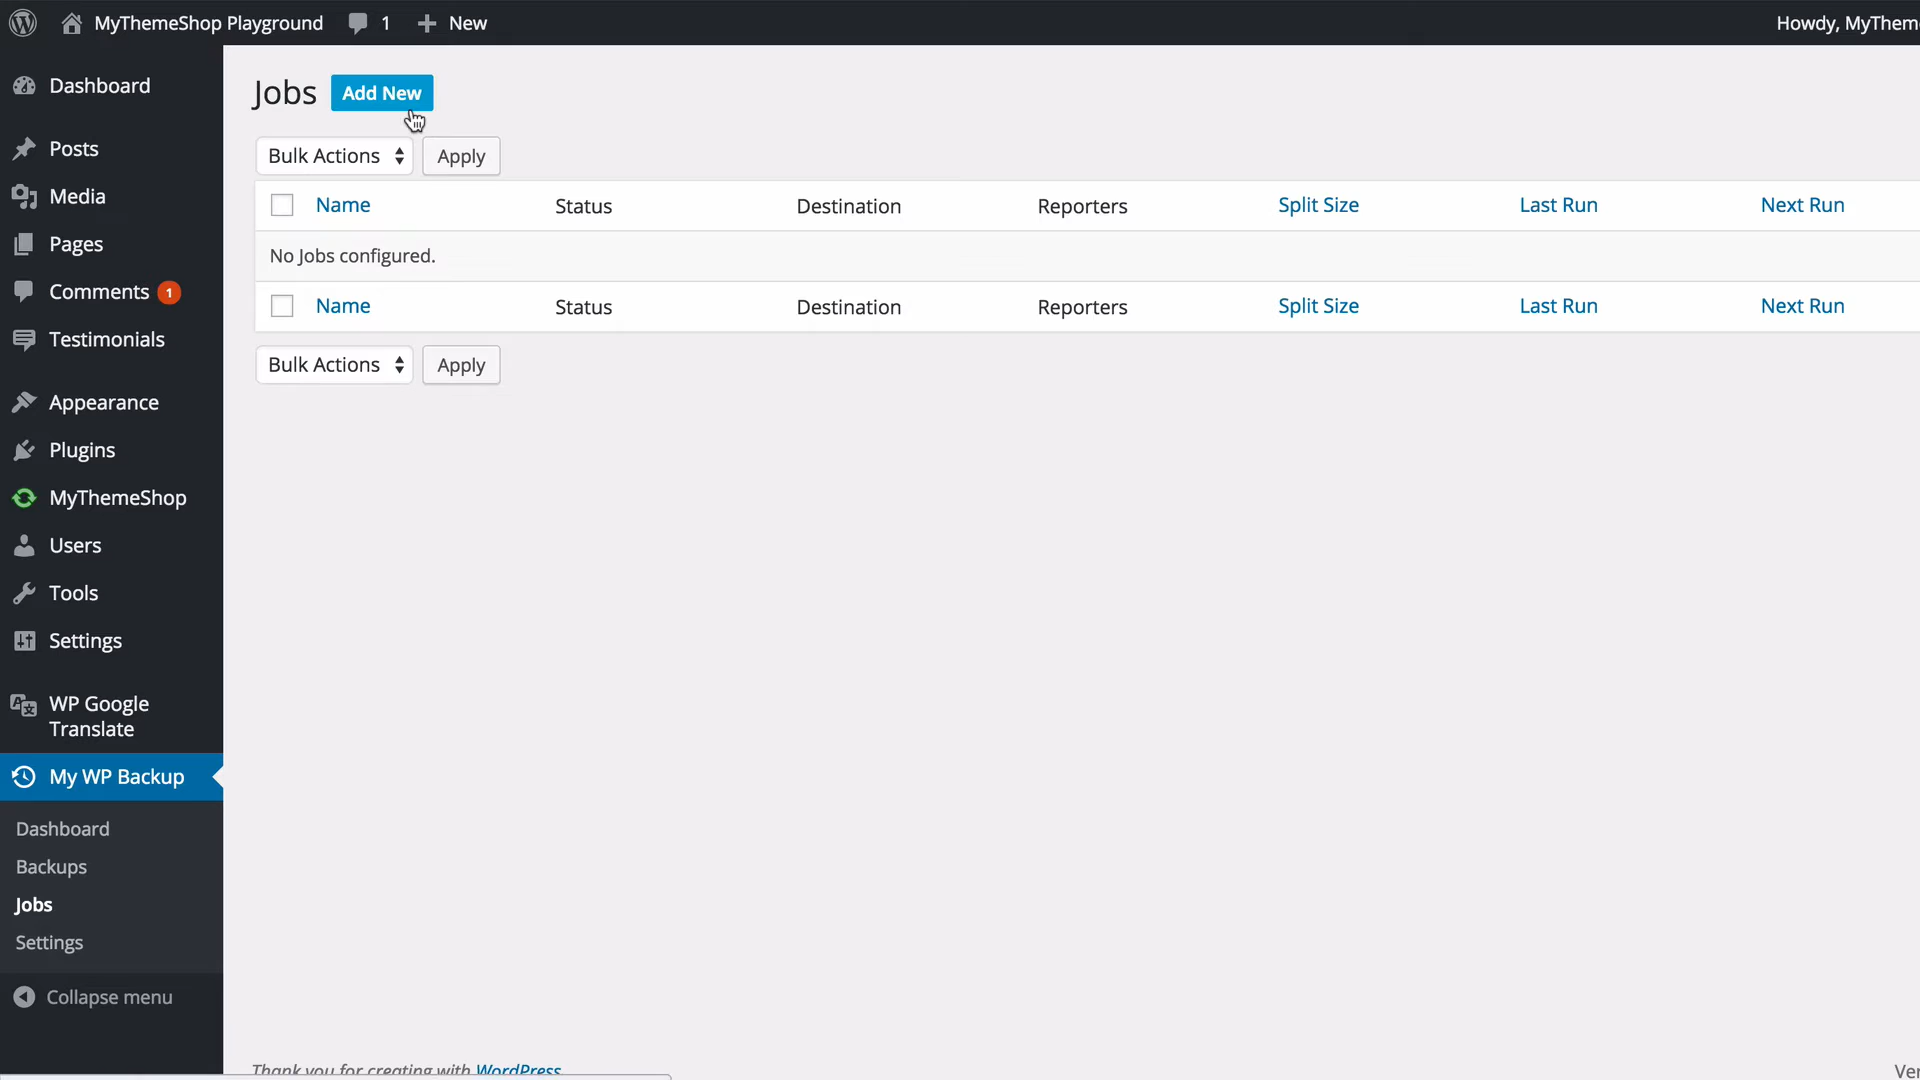 MyThemeShop Playground 1 New Howdy, MyThem
Dashboard
Posts
Media
Pages
Comments 1
Testimonials
Appearance
Plugins
MyThemeShop
Users
Tools
Settings
WP Google
Translate
My WP Backup
Dashboard
Backups
Jobs
Settings
Collapse menu
Jobs Add New
Bulk Actions Apply
Name Status Destination Reporters Split Size Last Run Next Run
No Jobs configured.
Name Status Destination Reporters Split Size Last Run Next Run
Bulk Actions Apply
Thank you for creating with WordPress Ver